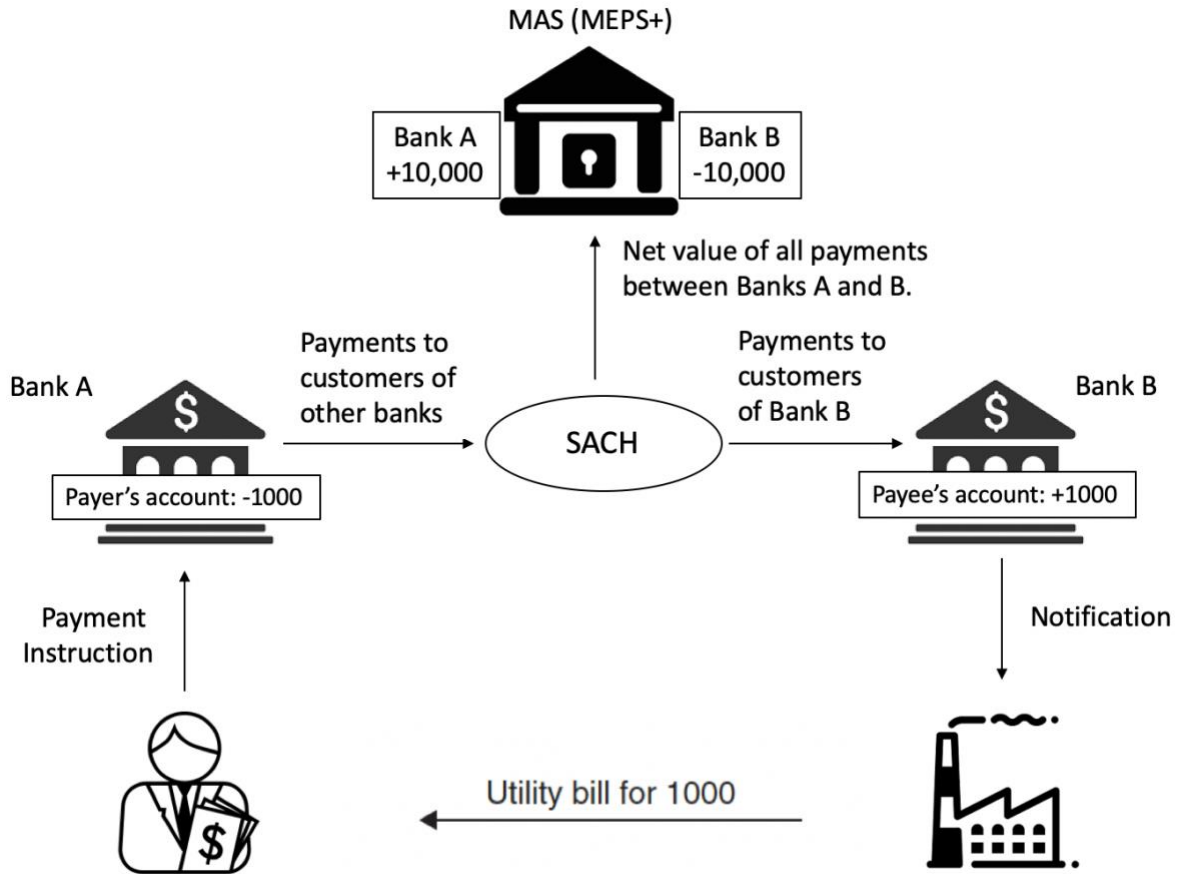 MAS (MEPS+)
Bank A
+10,000
Bank B
-10,000
Net value of all payments
between Banks A and B.
Payments to
customers of
other banks
Payments to
customers
of Bank B
Bank A
$
Payer’s account: -1000
SACH
Bank B
$
Payee’s account: +1000
Payment
Instruction
Notification
Utility bill for 1000
$